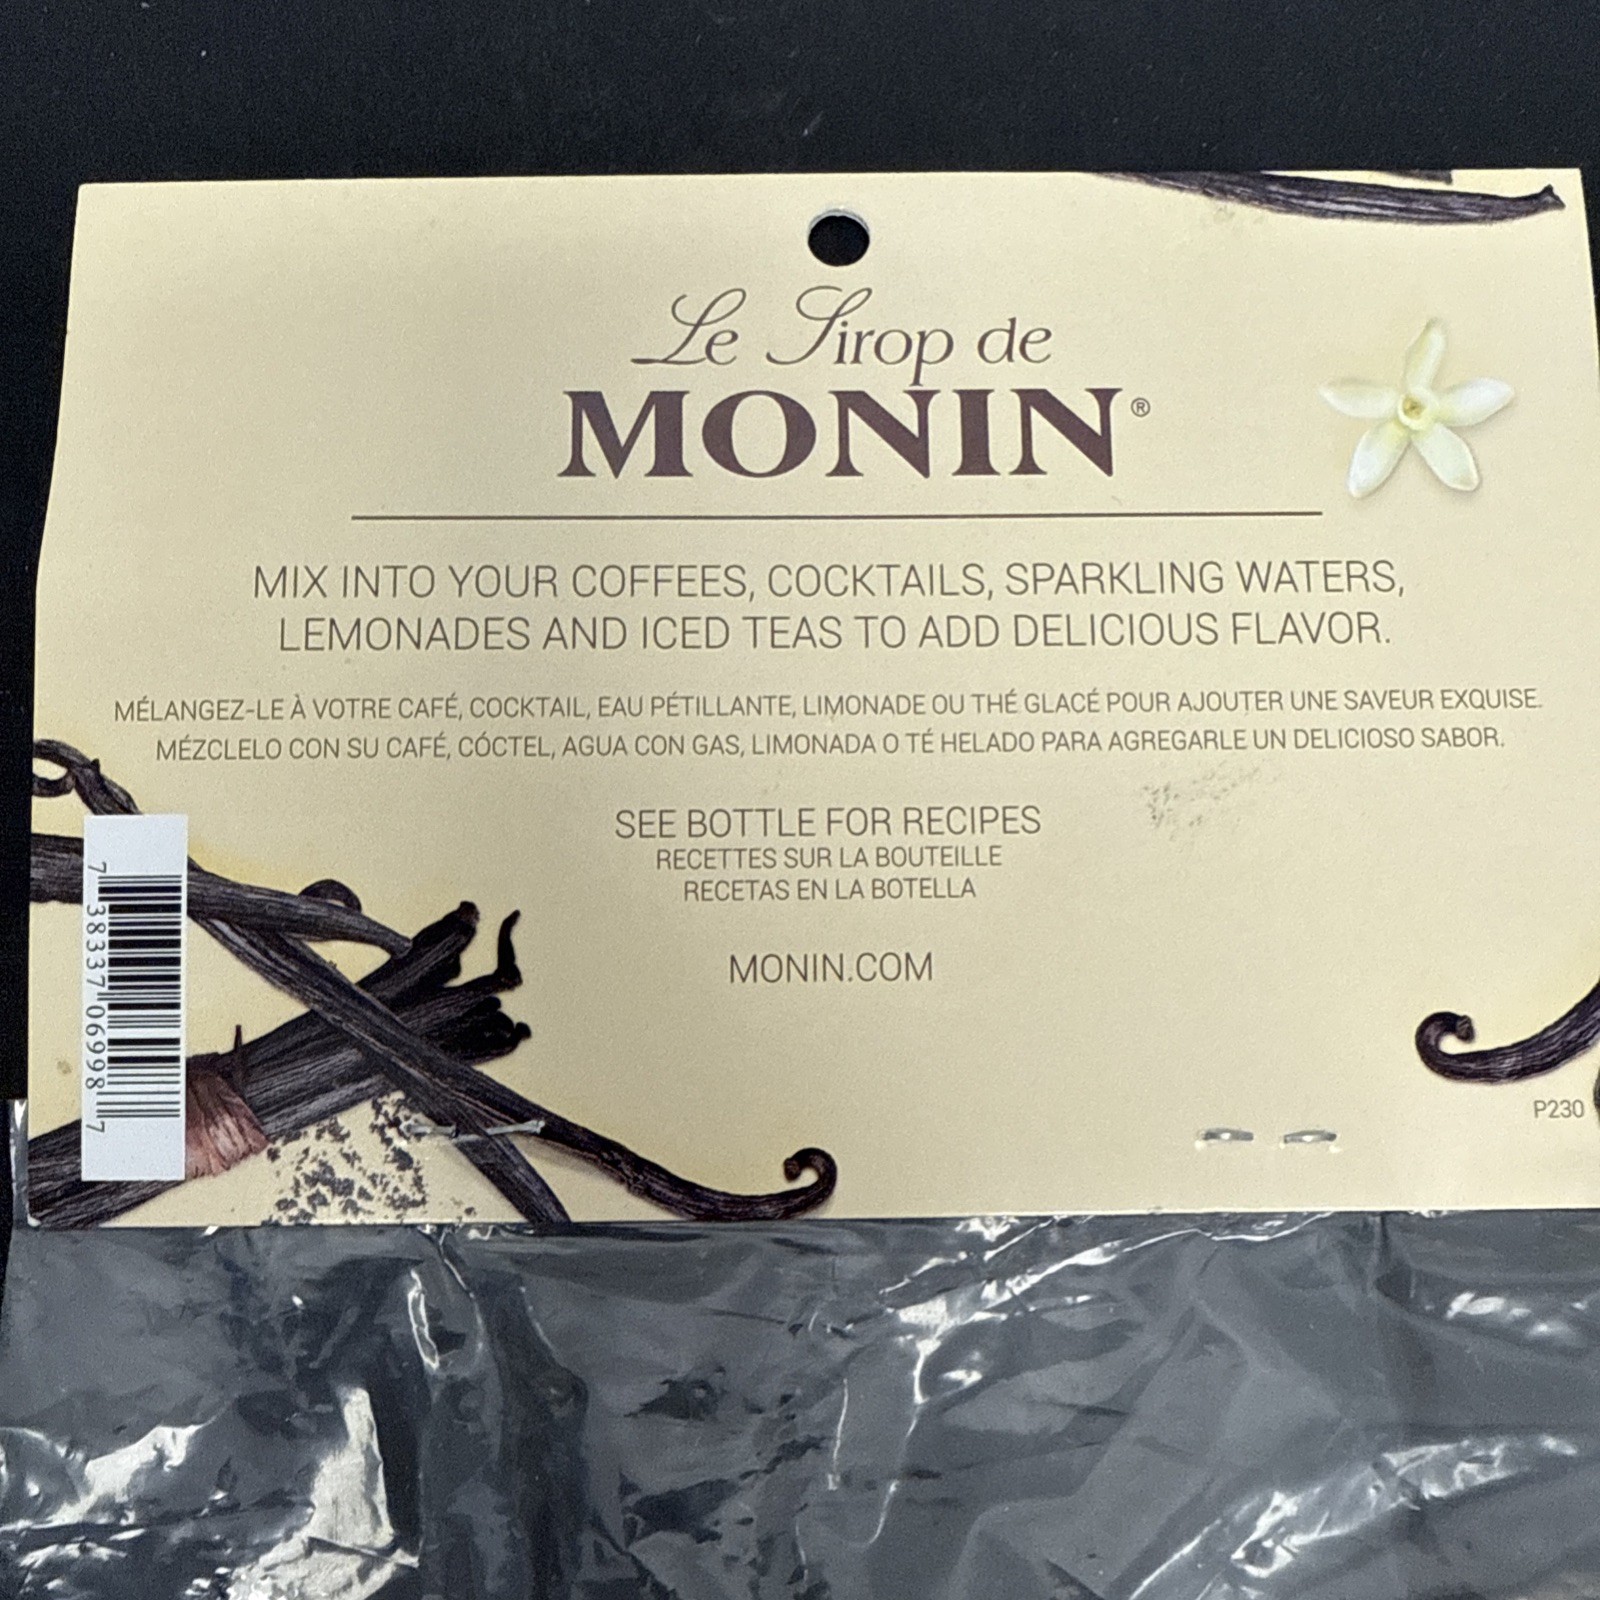 Le Sirop de
MONIN®
MIX INTO YOUR COFFEES, COCKTAILS, SPARKLING WATERS,
LEMONADES AND ICED TEAS TO ADD DELICIOUS FLAVOR.
MÉLANGEZ-LE À VOTRE CAFÉ, COCKTAIL, EAU PÉTILLANTE, LIMONADE OU THÉ GLACÉ POUR AJOUTER UNE SAVEUR EXQUISE.
MÉZCLELO CON SU CAFÉ, CÓCTEL, AGUA CON GAS, LIMONADA O TÉ HELADO PARA AGREGARLE UN DELICIOSO SABOR.
SEE BOTTLE FOR RECIPES
RECETTES SUR LA BOUTEILLE
RECETAS EN LA BOTELLA
MONIN.COM
7 38337 06998 7
P230